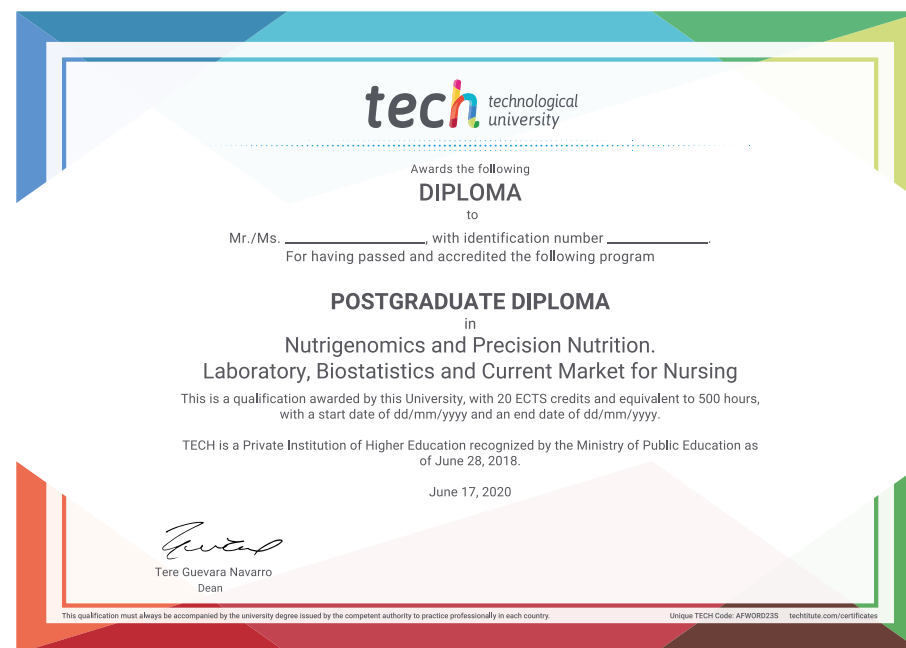 tech technological
university
Awards the following
DIPLOMA
to
Mr./Ms. ____________, with identification number ____________.
For having passed and accredited the following program
POSTGRADUATE DIPLOMA
in
Nutrigenomics and Precision Nutrition.
Laboratory, Biostatistics and Current Market for Nursing
This is a qualification awarded by this University, with 20 ECTS credits and equivalent to 500 hours,
with a start date of dd/mm/yyyy and an end date of dd/mm/yyyy.
TECH is a Private Institution of Higher Education recognized by the Ministry of Public Education as
of June 28, 2018.
June 17, 2020
Tere Guevara Navarro
Dean
This qualification must always be accompanied by the university degree issued by the competent authority to practice professionally in each country. Unique TECH Code: AFWORD23S techtitute.com/certificates